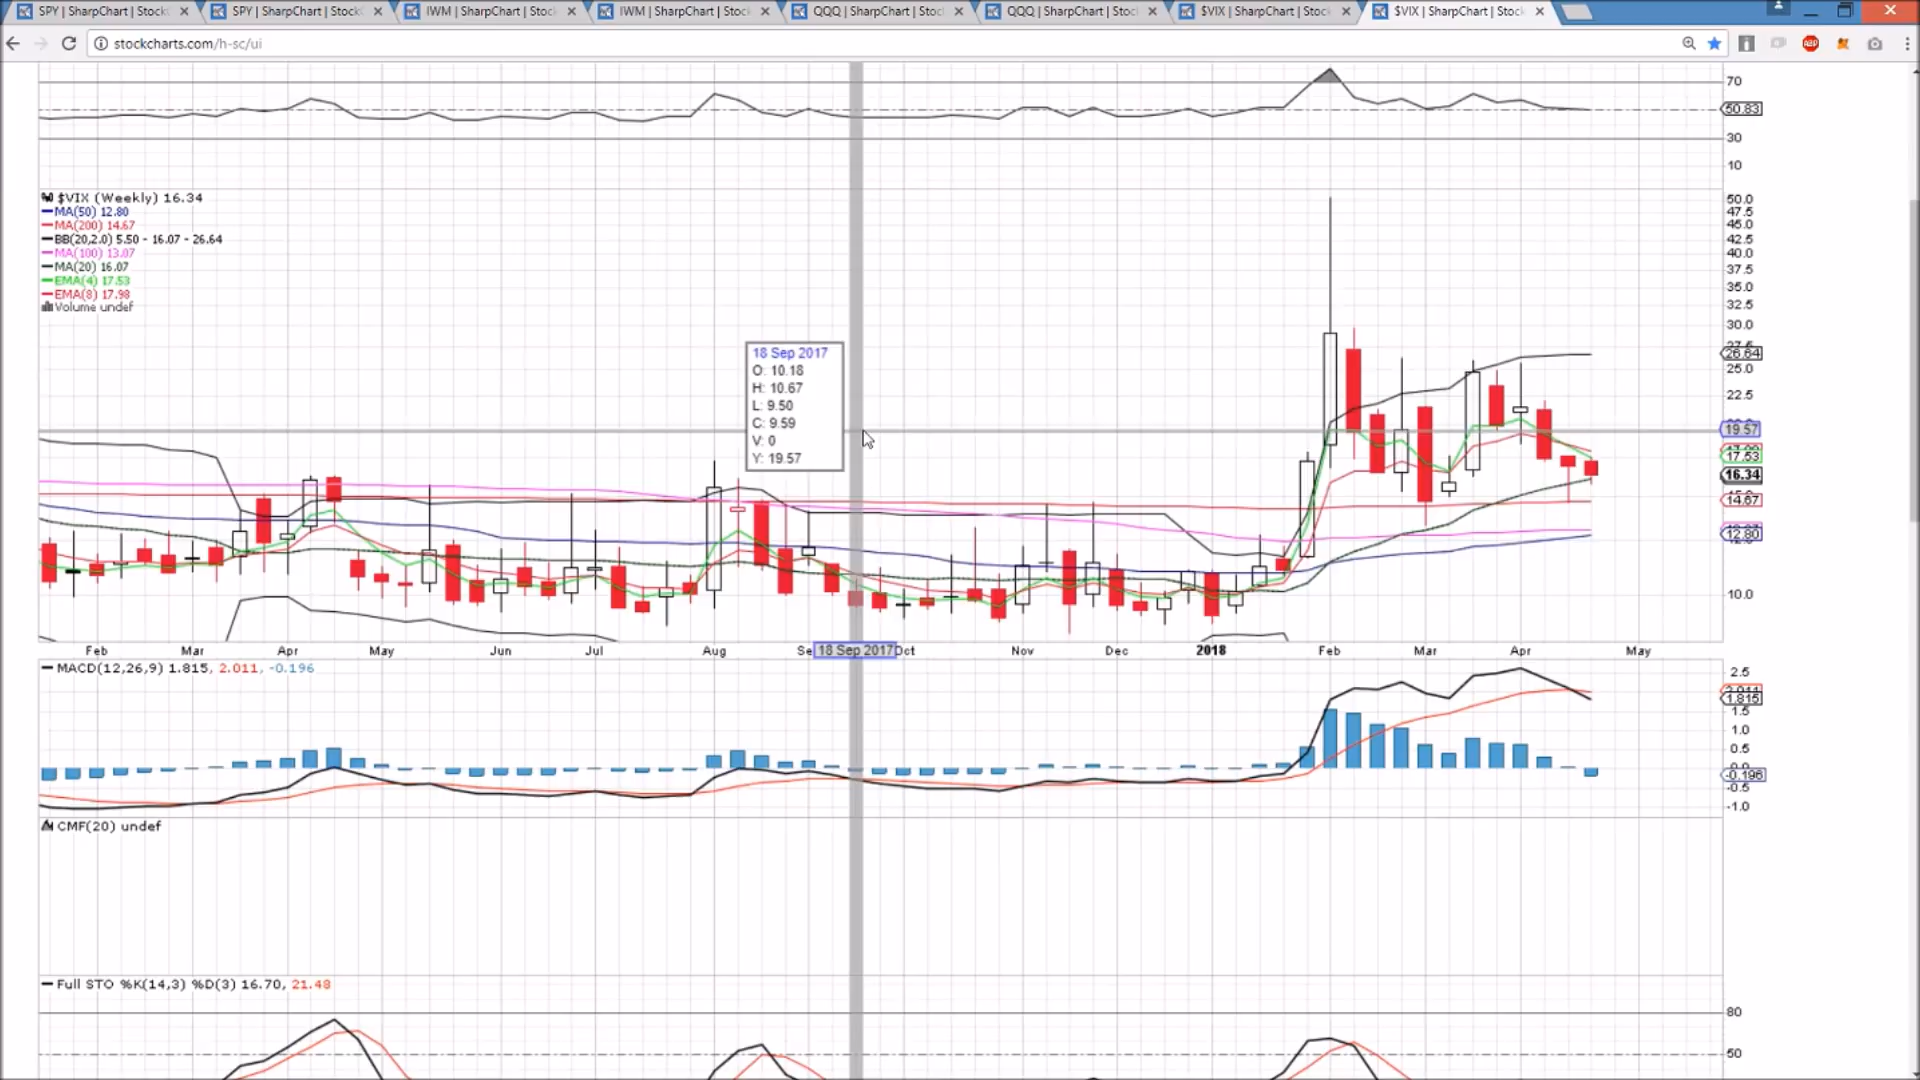 SPY | SharpChart | Stock
SPY | SharpChart | Stock
IWM | SharpChart | Stoc
IWM | SharpChart | Stoc
QQQ | SharpChart | Stoc
QQQ | SharpChart | Stoc
$VIX | SharpChart | Stoc
$VIX | SharpChart | Stoc
stockcharts.com/h-sc/ui
ABP
70
50.83
30
10
$VIX (Weekly) 16.34
MA(50) 12.80
MA(200) 14.67
BB(20,2.0) 5.50 - 16.07 - 26.64
MA(100) 13.07
MA(20) 16.07
EMA(4) 17.53
EMA(8) 17.98
Volume undef
50.0
47.5
45.0
42.5
40.0
37.5
35.0
32.5
30.0
26.64
25.0
22.5
19.57
17.53
16.34
14.67
12.80
10.0
18 Sep 2017
O: 10.18
H: 10.67
L: 9.50
C: 9.59
V: 0
Y: 19.57
Feb Mar Apr May Jun Jul Aug Se 18 Sep 2017 Oct Nov Dec 2018 Feb Mar Apr May
MACD(12,26,9) 1.815, 2.011, -0.196
2.5
1.815
1.5
1.0
0.5
-0.196
-0.5
-1.0
CMF(20) undef
Full STO %K(14,3) %D(3) 16.70, 21.48
80
50